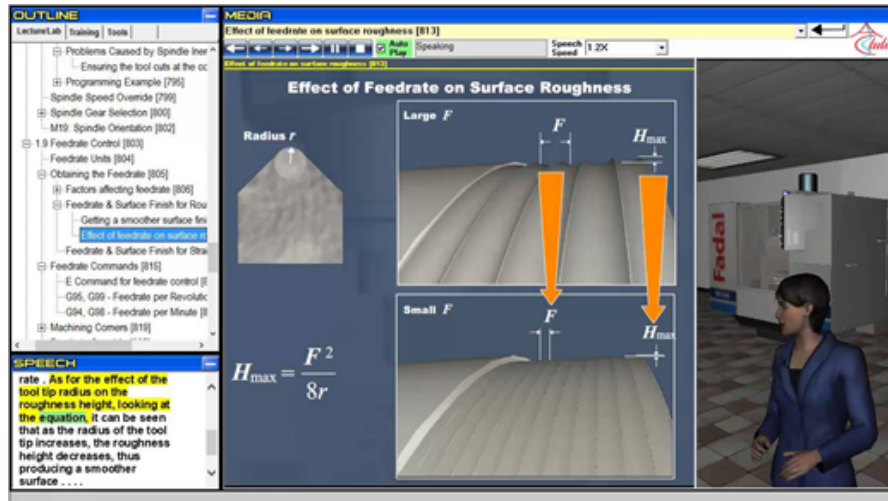 OUTLINE
Lecture/Lab Training Tools
Problems Caused by Spindle Iner
Ensuring the tool cuts at the co
Programming Example [795]
Spindle Speed Override [799]
Spindle Gear Selection [800]
M19: Spindle Orientation [802]
1.9 Feedrate Control [803]
Feedrate Units [804]
Obtaining the Feedrate [805]
Factors affecting feedrate [806]
Feedrate & Surface Finish for Rou
Getting a smoother surface fini
Effect of feedrate on surface ro
Feedrate & Surface Finish for Stra
Feedrate Commands [815]
E Command for feedrate control [8
G95, G99 - Feedrate per Revolutic
G94, G98 - Feedrate per Minute [8
Machining Corners [819]
SPEECH
rate . As for the effect of the
tool tip radius on the
roughness height, looking at
the equation, it can be seen
that as the radius of the tool
tip increases, the roughness
height decreases, thus
producing a smoother
surface . . . .
MEDIA
Effect of feedrate on surface roughness [813]
Auto Play Speaking Speech Speed 1.2X
Effect of feedrate on surface roughness [813]
Effect of Feedrate on Surface Roughness
Radius r
Large F
F
Hmax
Small F
F
Hmax
Hmax = F² / 8r
Fadal